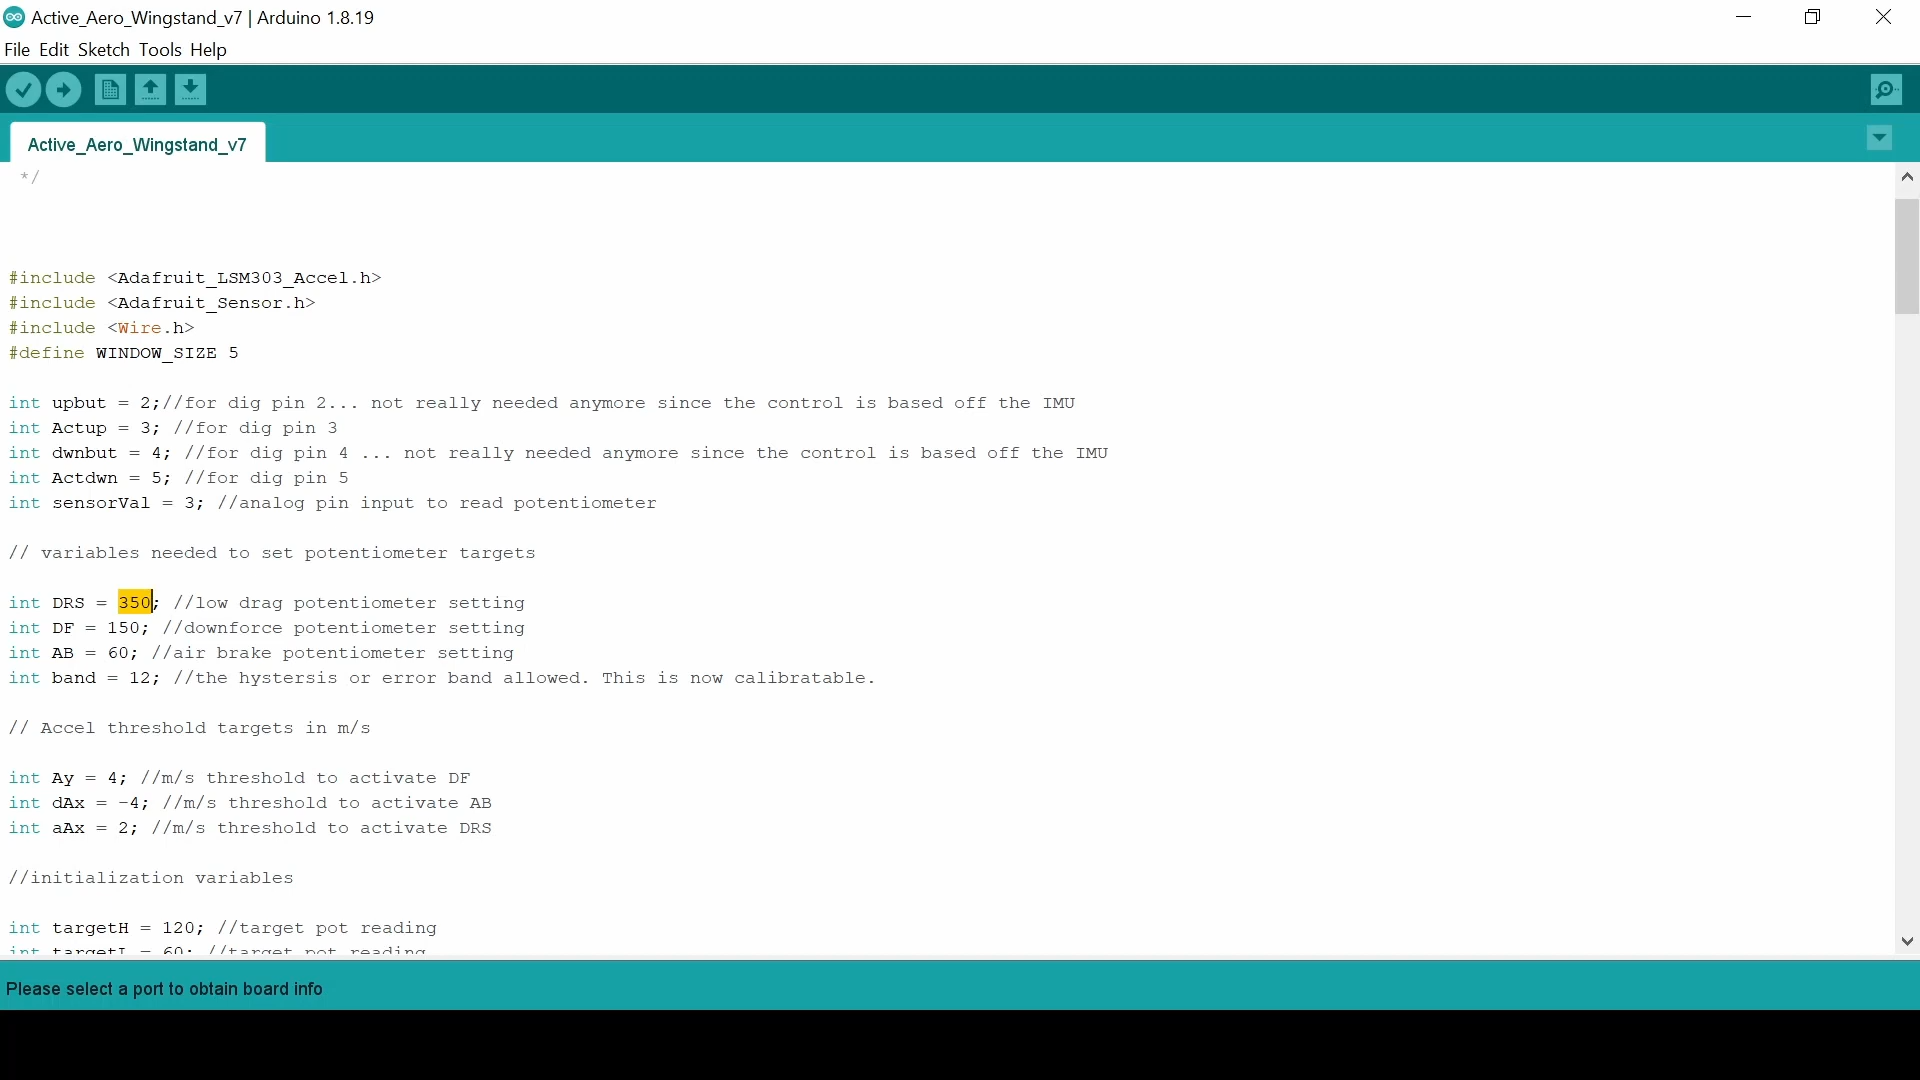 Active_Aero_Wingstand_v7 | Arduino 1.8.19
File Edit Sketch Tools Help
Active_Aero_Wingstand_v7
*/
#include <Adafruit_LSM303_Accel.h>
#include <Adafruit_Sensor.h>
#include <Wire.h>
#define WINDOW_SIZE 5
int upbut = 2;//for dig pin 2... not really needed anymore since the control is based off the IMU
int Actup = 3; //for dig pin 3
int dwnbut = 4; //for dig pin 4 ... not really needed anymore since the control is based off the IMU
int Actdwn = 5; //for dig pin 5
int sensorVal = 3; //analog pin input to read potentiometer
// variables needed to set potentiometer targets
int DRS = 350; //low drag potentiometer setting
int DF = 150; //downforce potentiometer setting
int AB = 60; //air brake potentiometer setting
int band = 12; //the hystersis or error band allowed. This is now calibratable.
// Accel threshold targets in m/s
int Ay = 4; //m/s threshold to activate DF
int dAx = -4; //m/s threshold to activate AB
int aAx = 2; //m/s threshold to activate DRS
//initialization variables
int targetH = 120; //target pot reading
int targetL = 60; //target pot reading
Please select a port to obtain board info